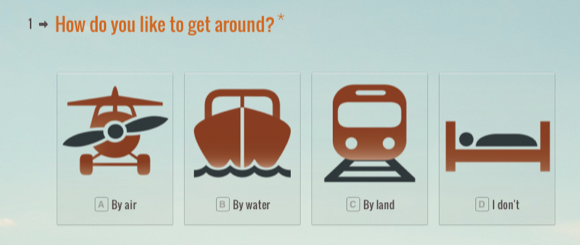 1 → How do you like to get around?*
A By air
B By water
C By land
D I don't